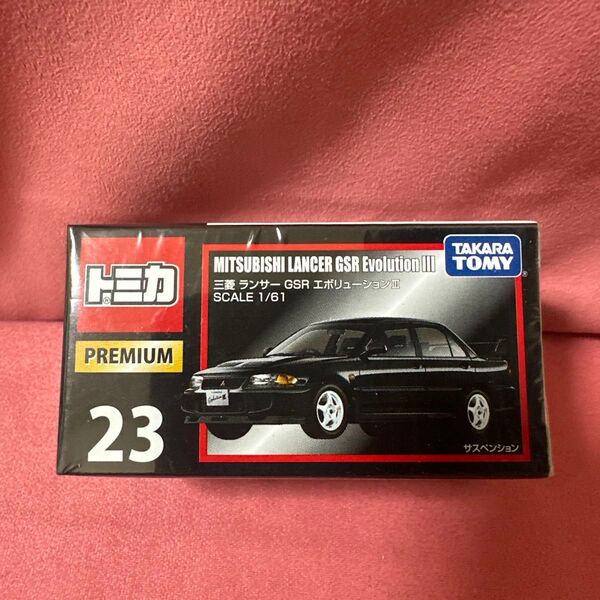 トミカ
PREMIUM
23
MITSUBISHI LANCER GSR Evolution III
三菱 ランサー GSR エボリューションⅢ
SCALE 1/61
TAKARA
TOMY
サスペンション